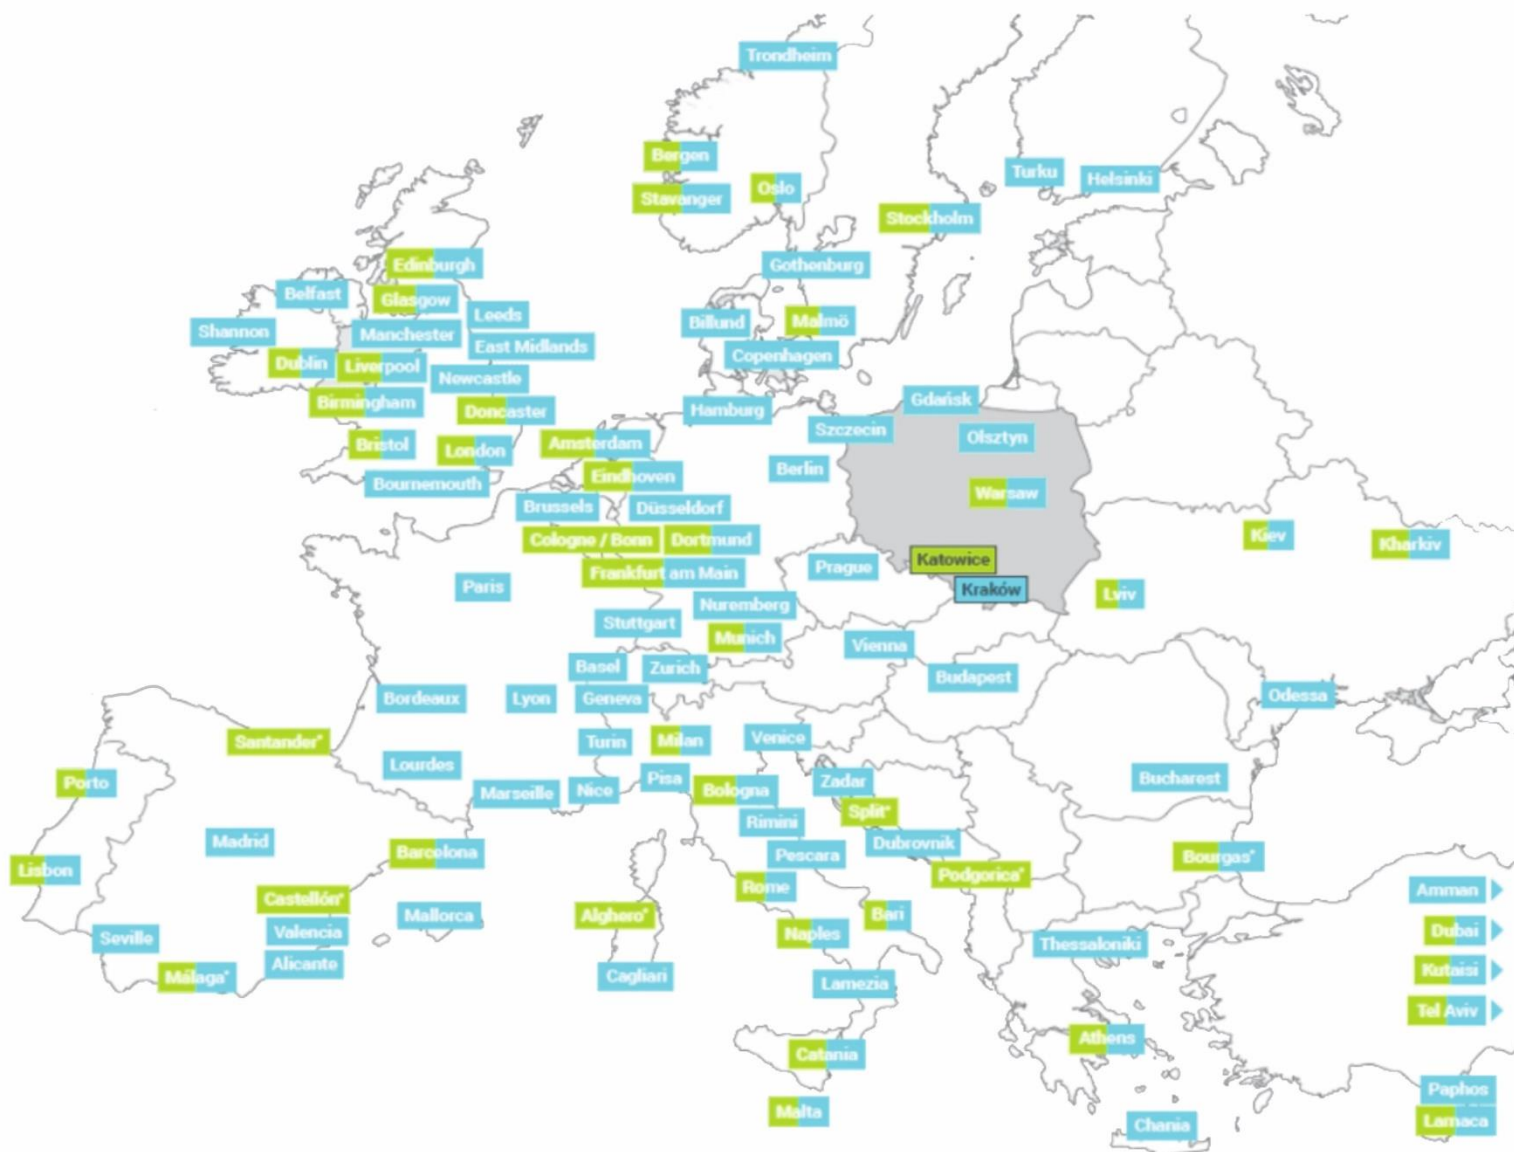 Trondheim
Bergen
Stavanger
Oslo
Turku
Helsinki
Stockholm
Edinburgh
Gothenburg
Belfast
Glasgow
Leeds
Shannon
Manchester
East Midlands
Billund
Malmö
Copenhagen
Dublin
Liverpool
Newcastle
Birmingham
Doncaster
Hamburg
Gdańsk
Szczecin
Olsztyn
Bristol
London
Amsterdam
Berlin
Bournemouth
Eindhoven
Warsaw
Brussels
Düsseldorf
Cologne / Bonn
Dortmund
Kiev
Kharkiv
Paris
Frankfurt am Main
Prague
Katowice
Kraków
Lviv
Nuremberg
Stuttgart
Munich
Vienna
Basel
Zurich
Budapest
Bordeaux
Lyon
Geneva
Odessa
Santander*
Turin
Milan
Venice
Lourdes
Porto
Marseille
Nice
Pisa
Bologna
Zadar
Bucharest
Split*
Rimini
Madrid
Dubrovnik
Barcelona
Pescara
Bourgas*
Lisbon
Podgorica*
Rome
Amman
Castellón*
Mallorca
Alghero*
Bari
Valencia
Naples
Dubai
Seville
Thessaloniki
Alicante
Málaga*
Cagliari
Lamezia
Kutaisi
Tel Aviv
Athens
Catania
Paphos
Malta
Chania
Larnaca